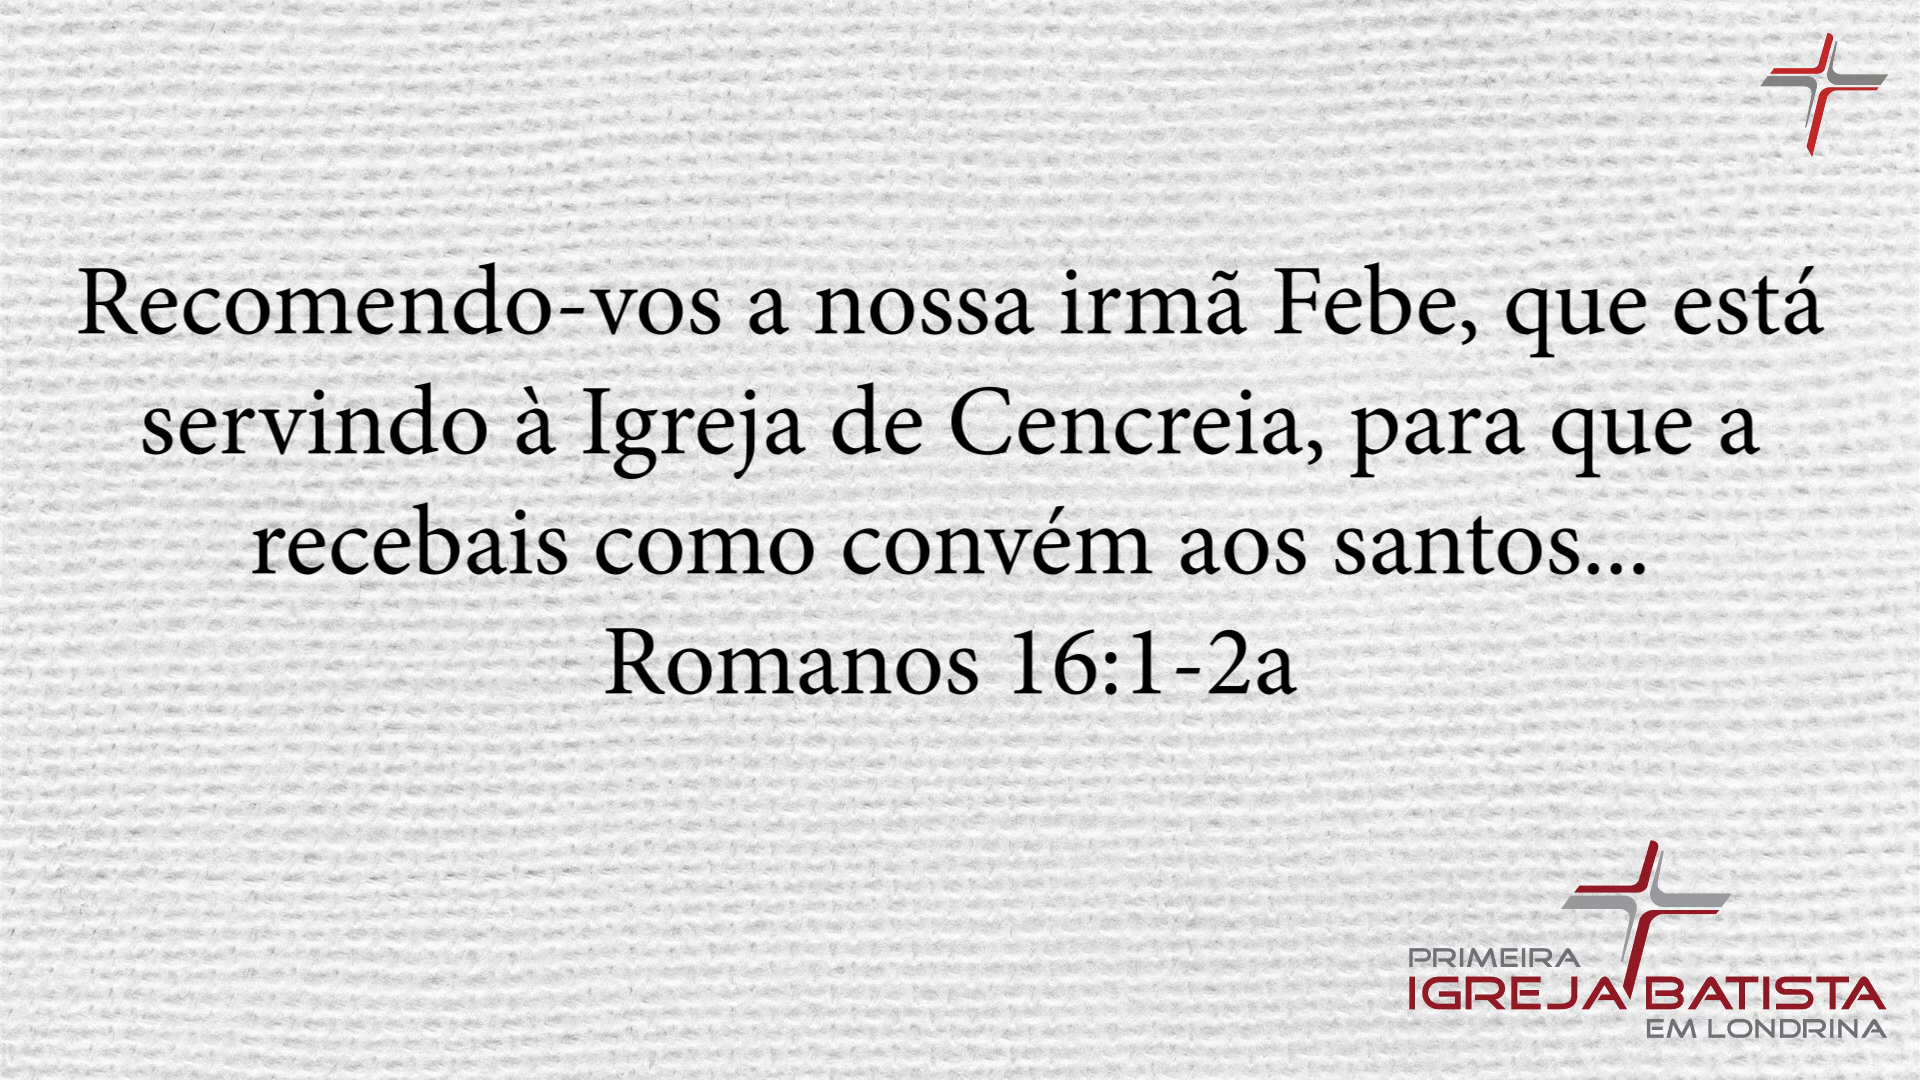 Recomendo-vos a nossa irmã Febe, que está
servindo à Igreja de Cencreia, para que a
recebais como convém aos santos...
Romanos 16:1-2a
PRIMEIRA
IGREJA BATISTA
EM LONDRINA